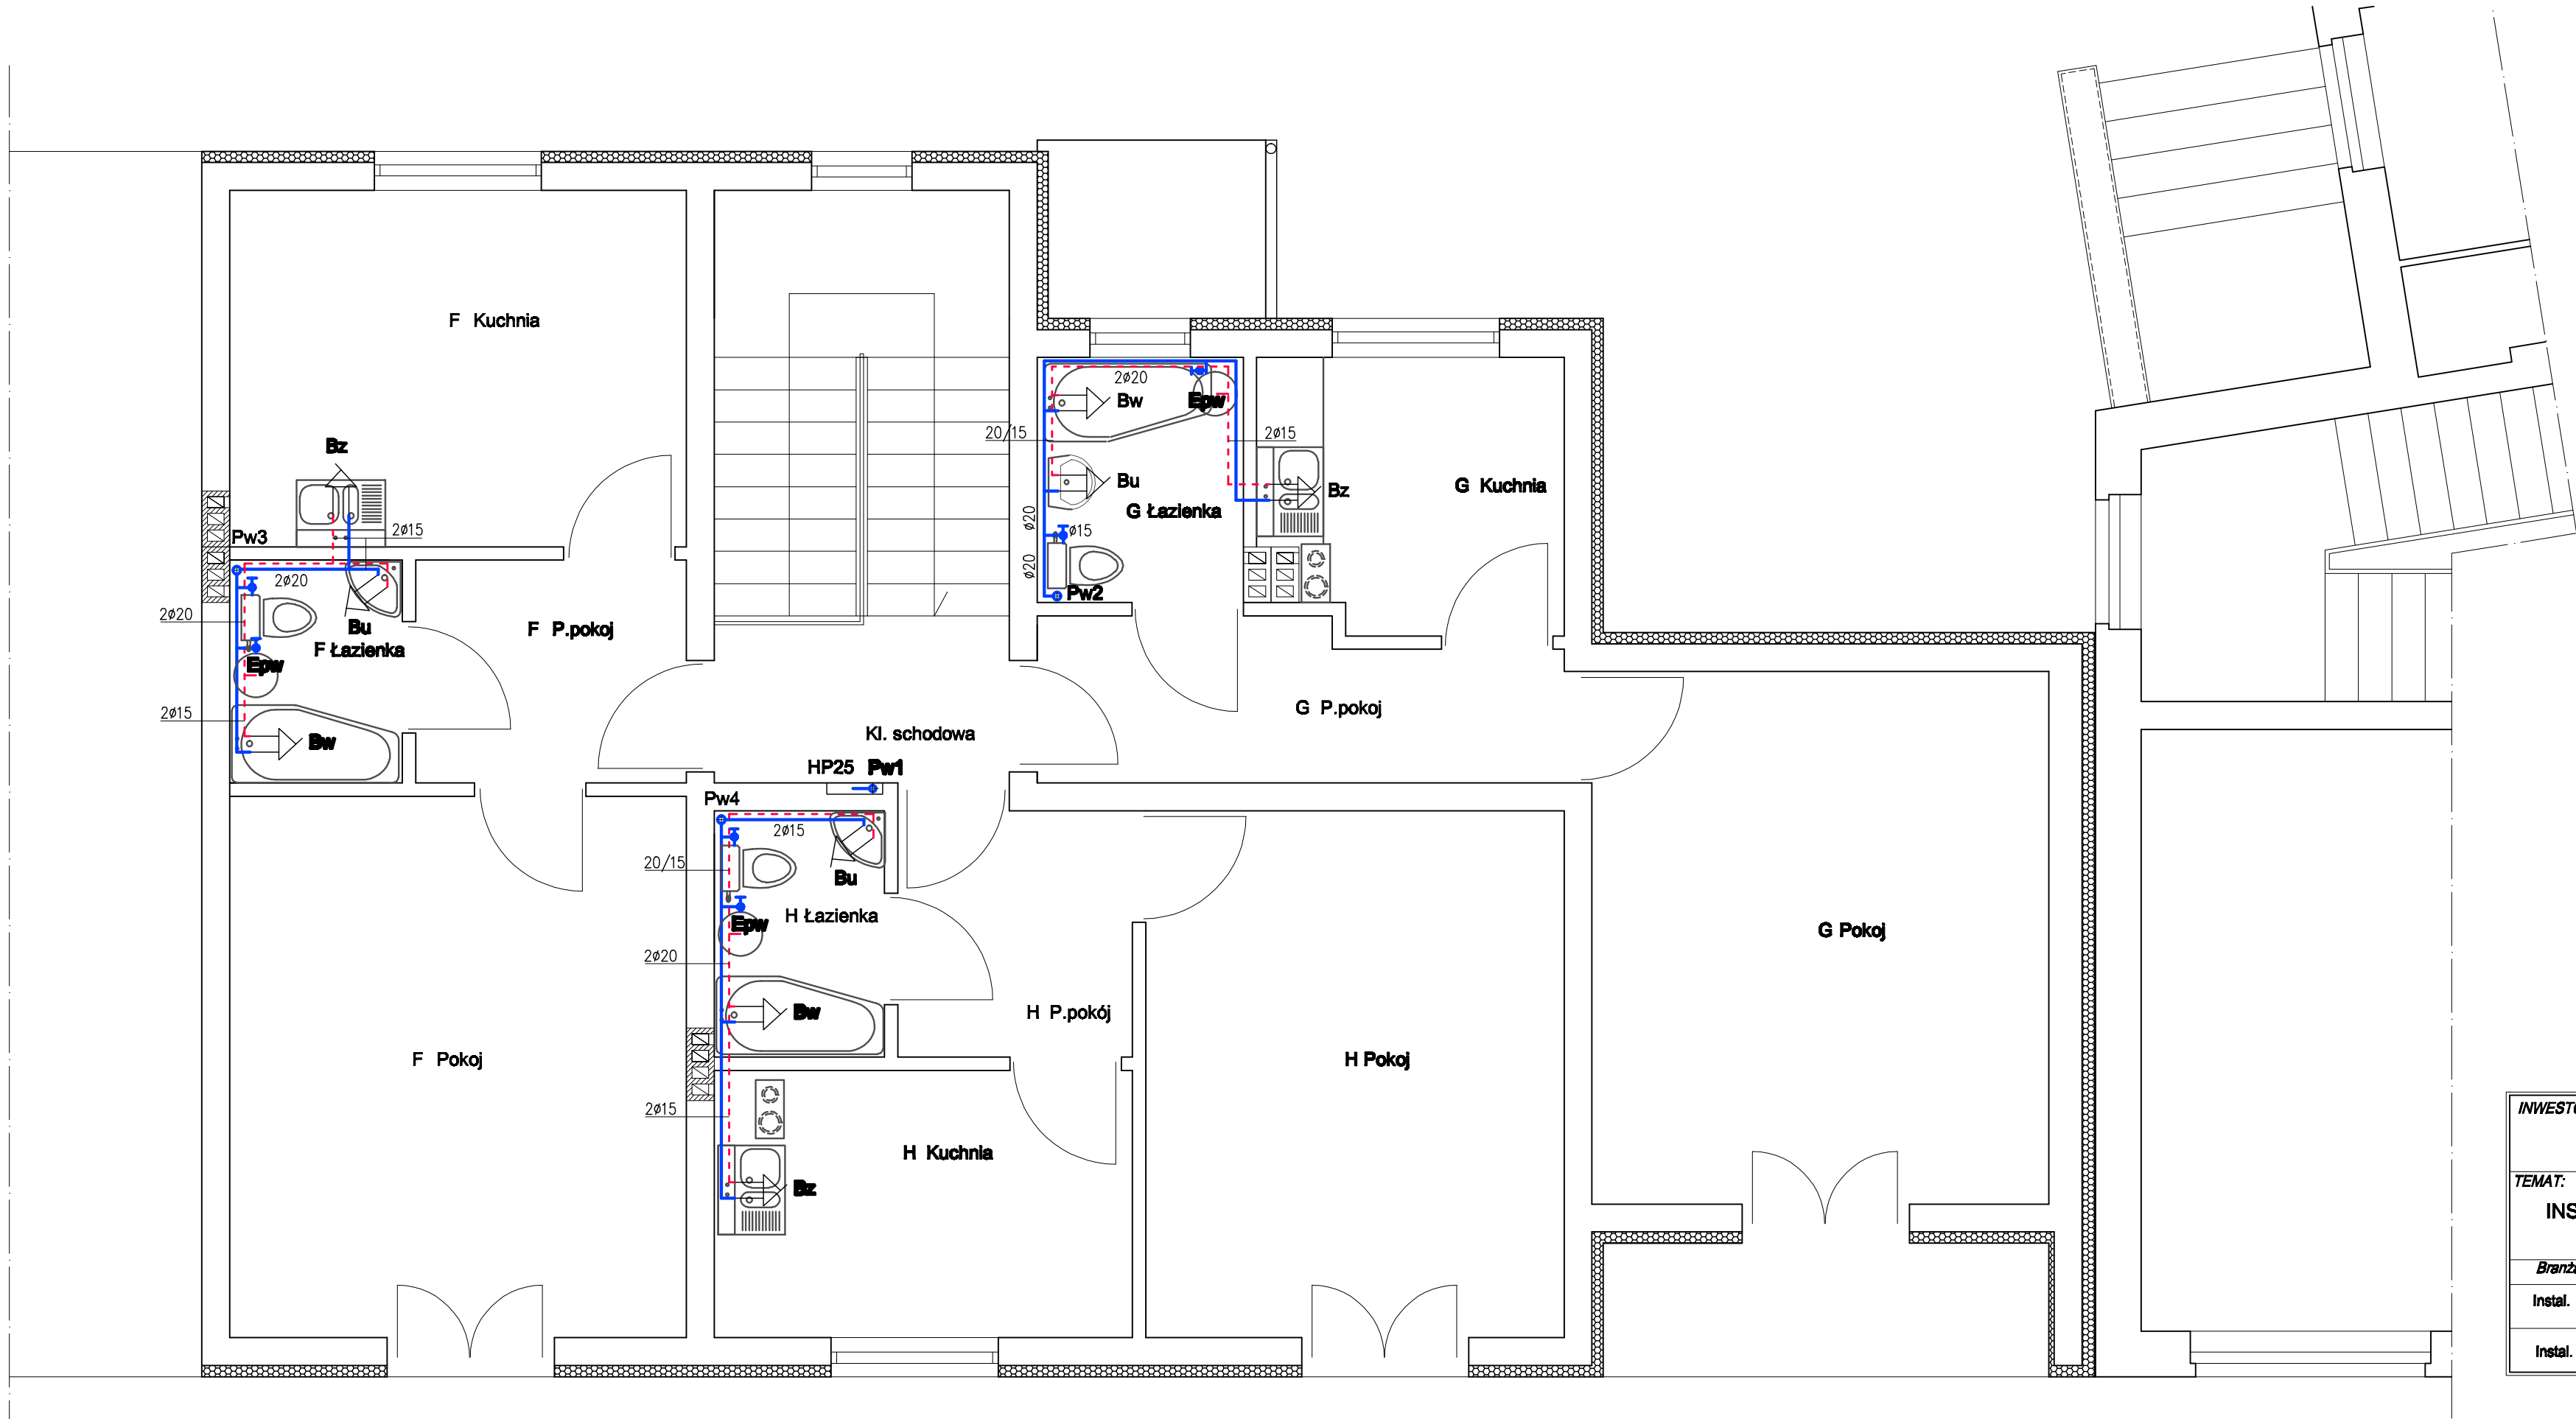 F Kuchnia
Bz
2ø15
Pw3
2ø20
2ø20
Bu
F Łazienka
Epw
2ø15
Bw
F P.pokoj
2ø20
Bw
Epw
20/15
2ø15
Bu
Bz
G Kuchnia
G Łazienka
ø20
ø15
ø20
Pw2
G P.pokoj
Kl. schodowa
HP25 Pw1
Pw4
2ø15
20/15
Bu
H Łazienka
Epw
2ø20
Bw
H P.pokój
G Pokoj
F Pokoj
H Pokoj
2ø15
H Kuchnia
Bz
TEMAT:
INS
Instal.
Instal.